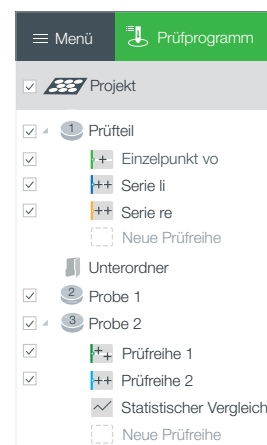 Menü Prüfprogramm
Projekt
1 Prüfteil
Einzelpunkt vo
Serie li
Serie re
Neue Prüfreihe
Unterordner
2 Probe 1
3 Probe 2
Prüfreihe 1
Prüfreihe 2
Statistischer Vergleich
Neue Prüfreihe